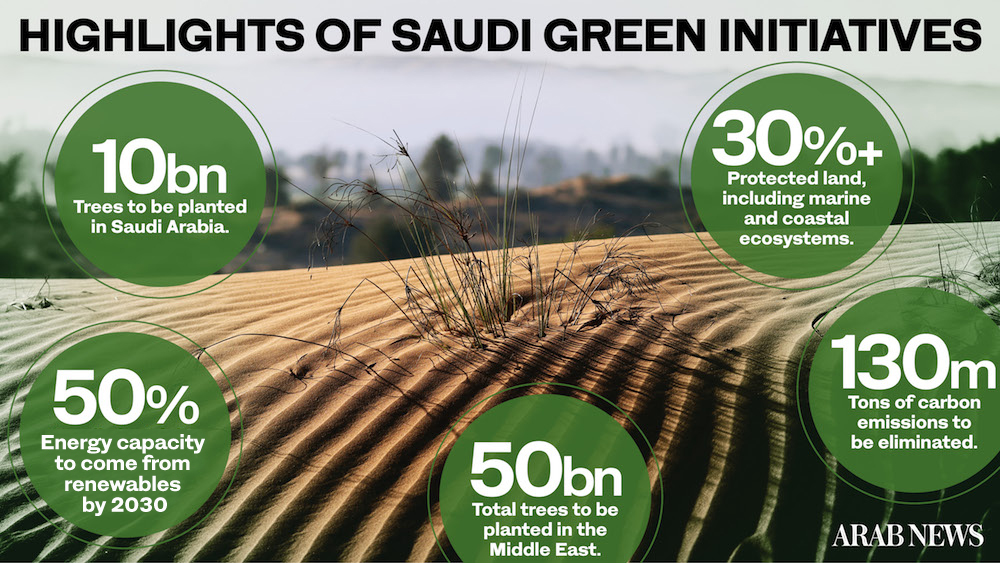 HIGHLIGHTS OF SAUDI GREEN INITIATIVES
10bn
Trees to be planted
in Saudi Arabia.
30%+
Protected land,
including marine
and coastal
ecosystems.
50%
Energy capacity
to come from
renewables
by 2030
50bn
Total trees to be
planted in the
Middle East.
130m
Tons of carbon
emissions to
be eliminated.
ARAB NEWS